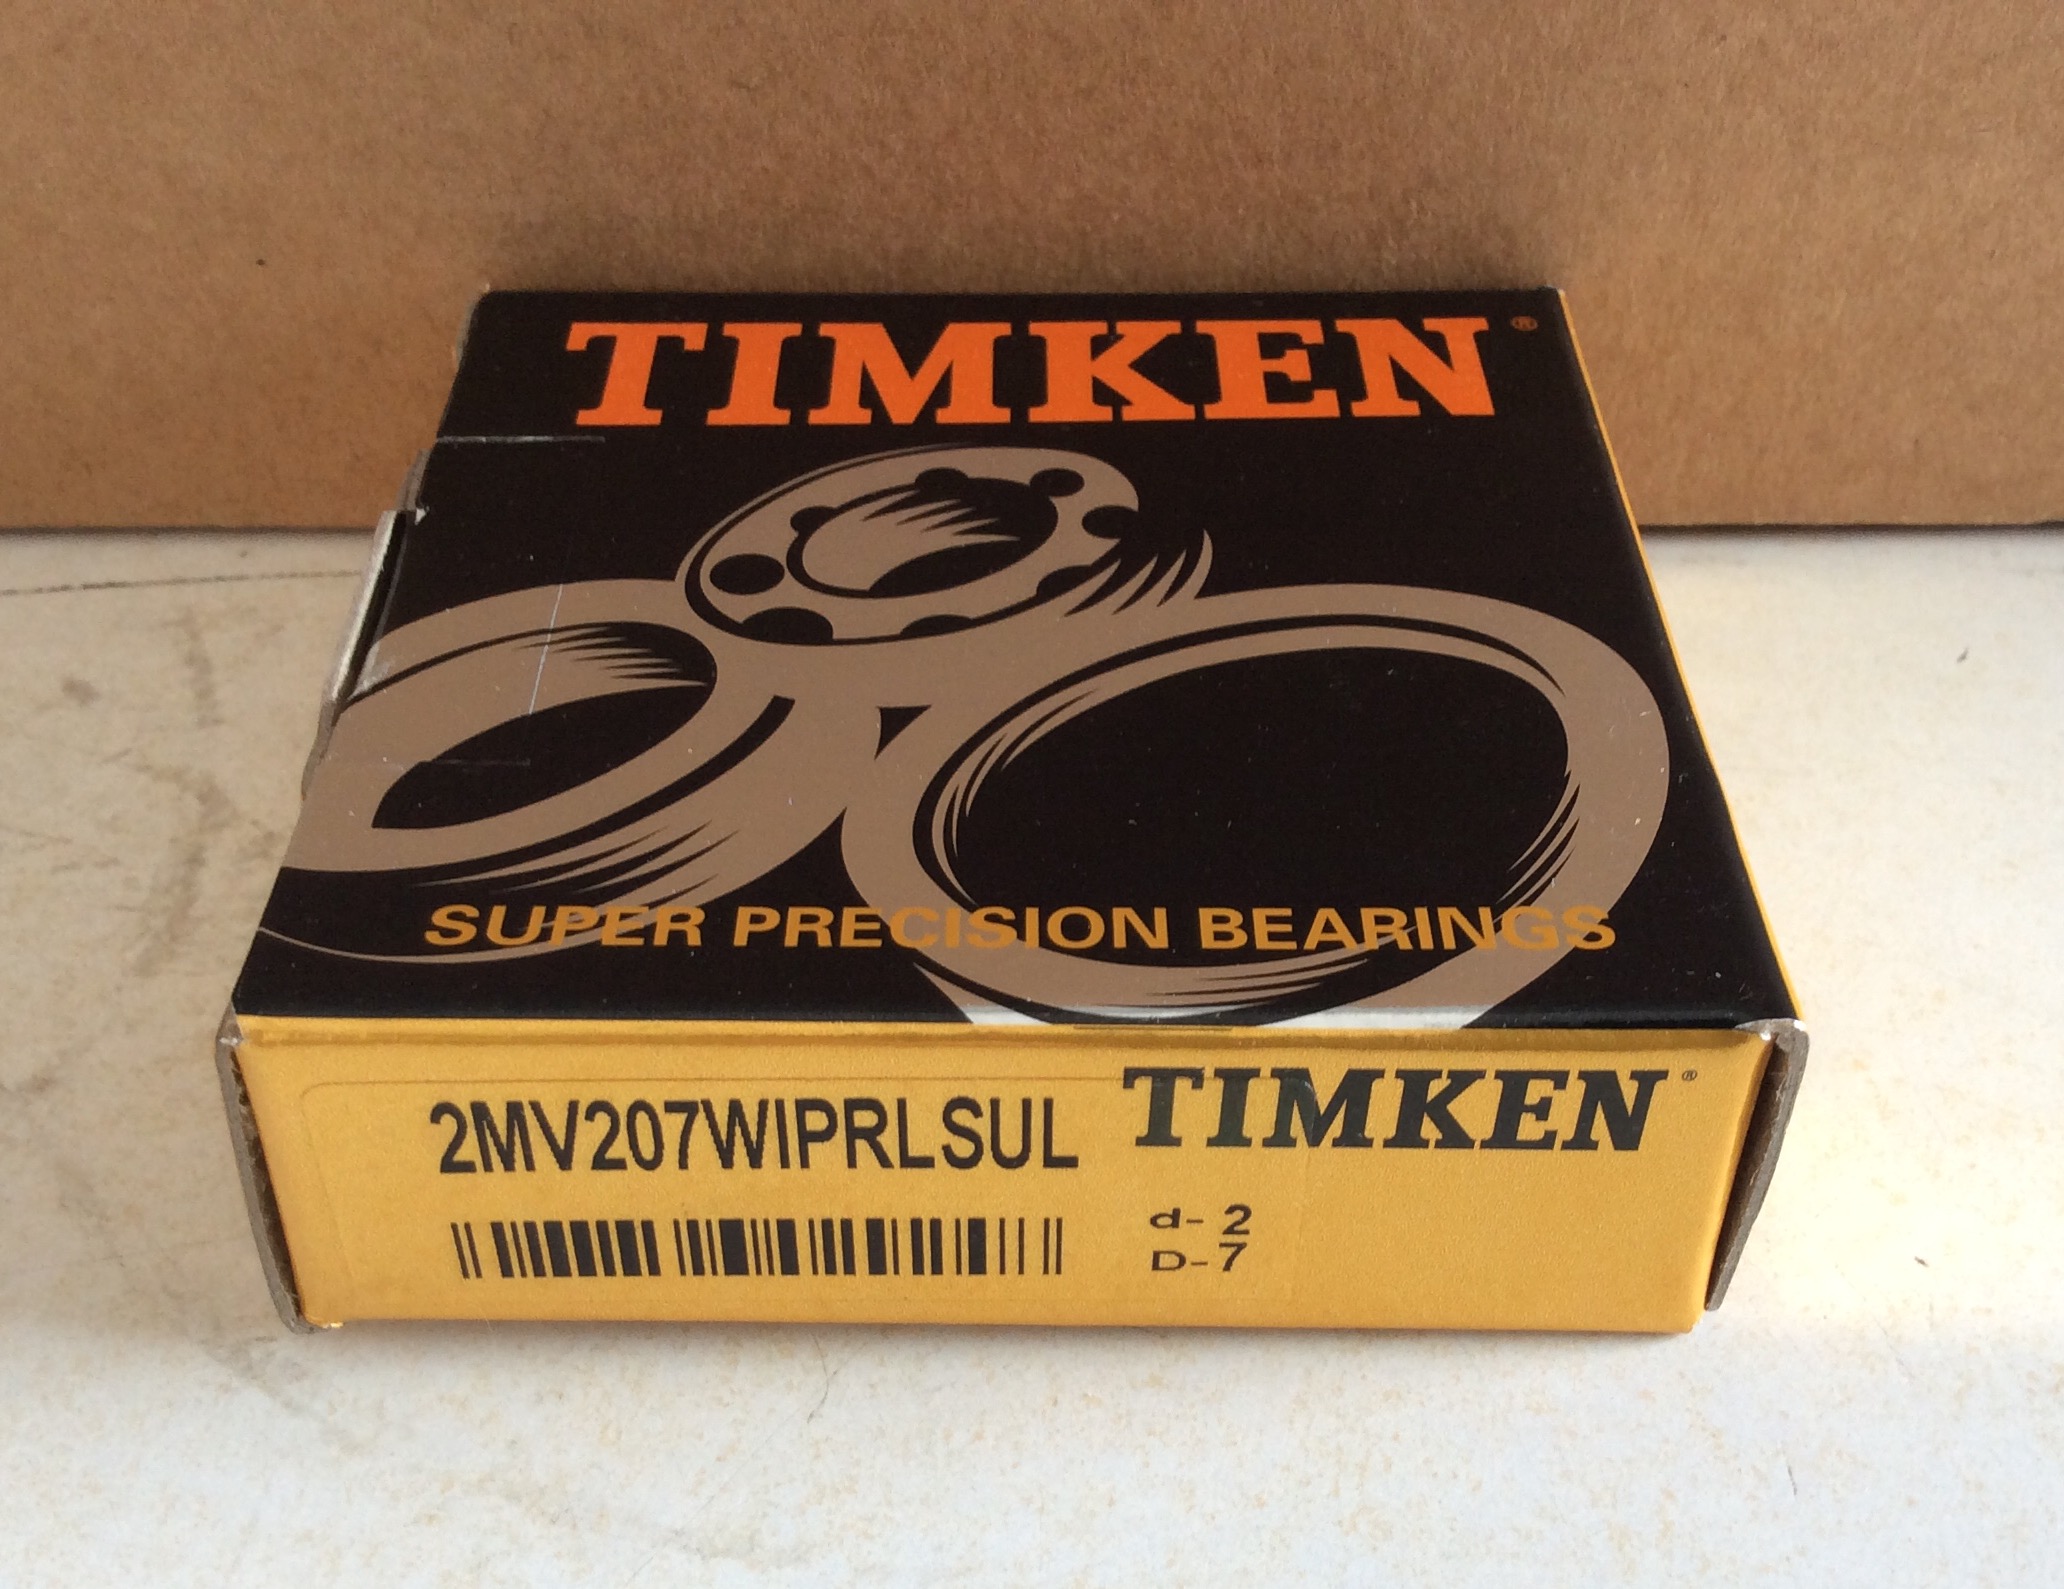 TIMKEN®
SUPER PRECISION BEARINGS
2MV207WIPRLSUL
TIMKEN®
d- 2
D- 7